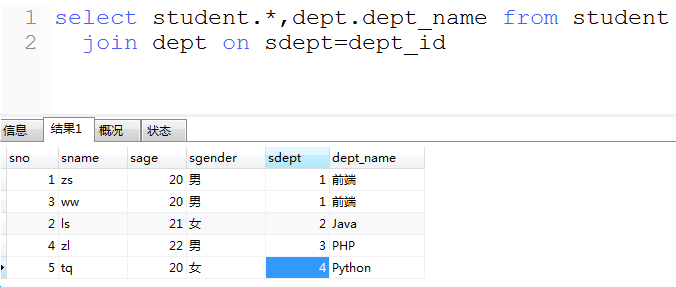 1 select student.*,dept.dept_name from student
2 join dept on sdept=dept_id
信息 结果1 概况 状态
sno sname sage sgender sdept dept_name
1 zs 20 男 1 前端
3 ww 20 男 1 前端
2 ls 21 女 2 Java
4 zl 22 男 3 PHP
5 tq 20 女 4 Python